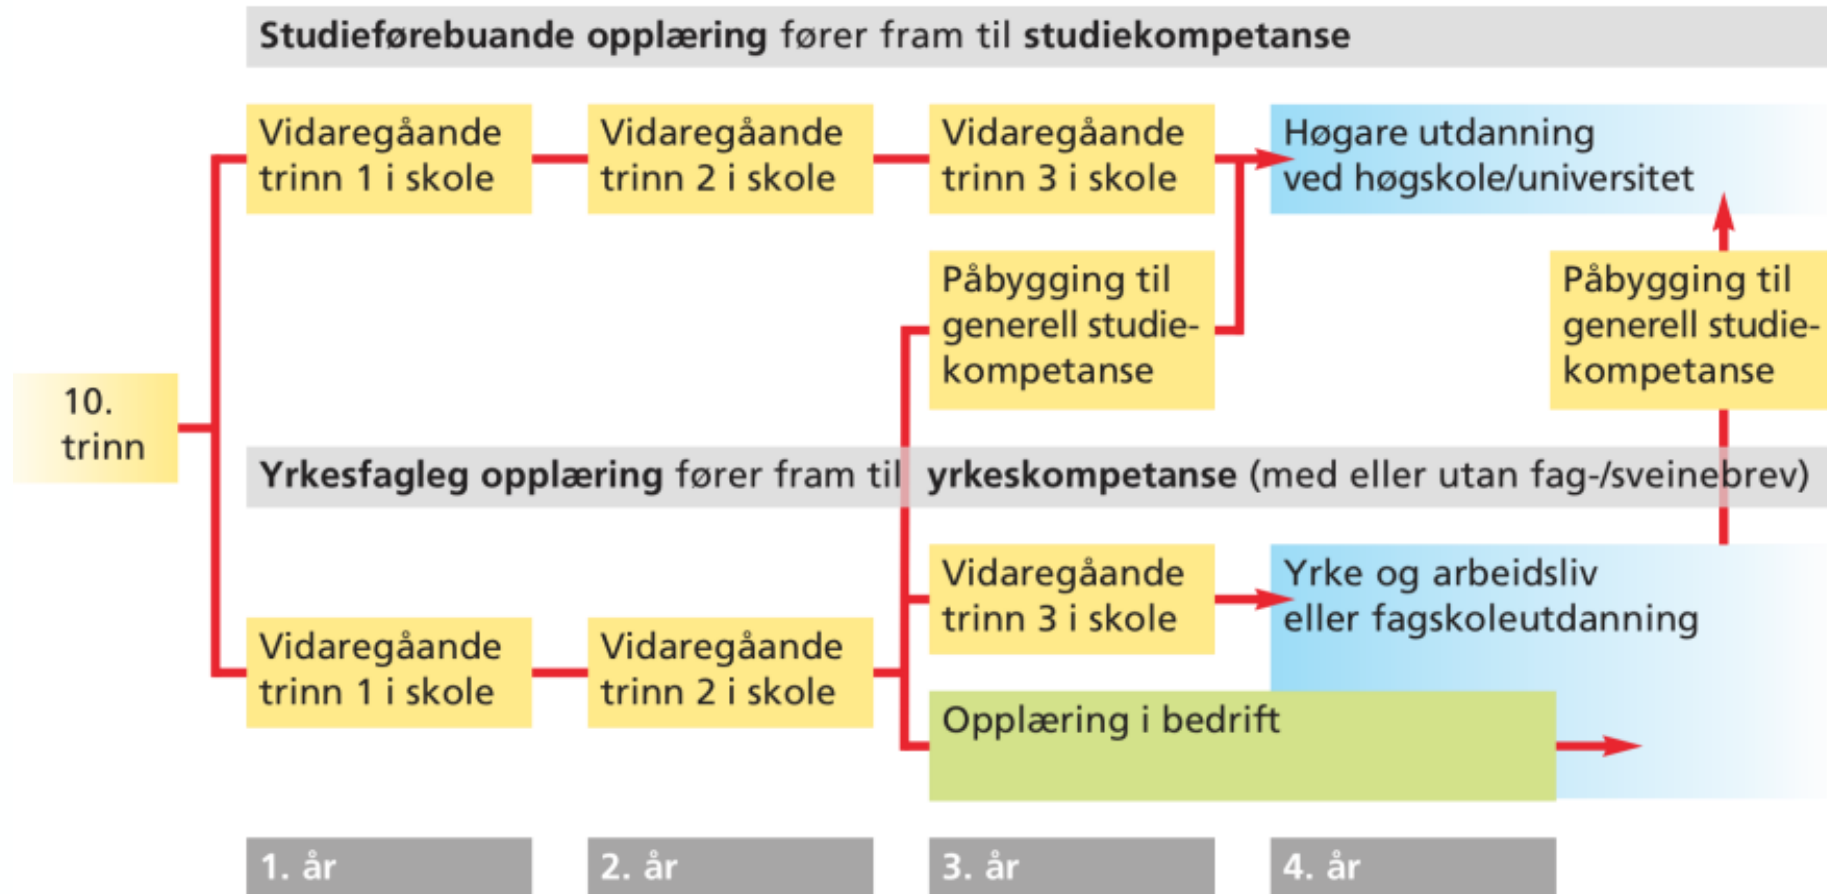 Studieførebuande opplæring fører fram til studiekompetanse
Vidaregåande
trinn 1 i skole
Vidaregåande
trinn 2 i skole
Vidaregåande
trinn 3 i skole
Høgare utdanning
ved høgskole/universitet
Påbygging til
generell studie-
kompetanse
Påbygging til
generell studie-
kompetanse
10.
trinn
Yrkesfagleg opplæring fører fram til yrkeskompetanse (med eller utan fag-/sveinebrev)
Vidaregåande
trinn 1 i skole
Vidaregåande
trinn 2 i skole
Vidaregåande
trinn 3 i skole
Yrke og arbeidsliv
eller fagskoleutdanning
Opplæring i bedrift
1. år
2. år
3. år
4. år